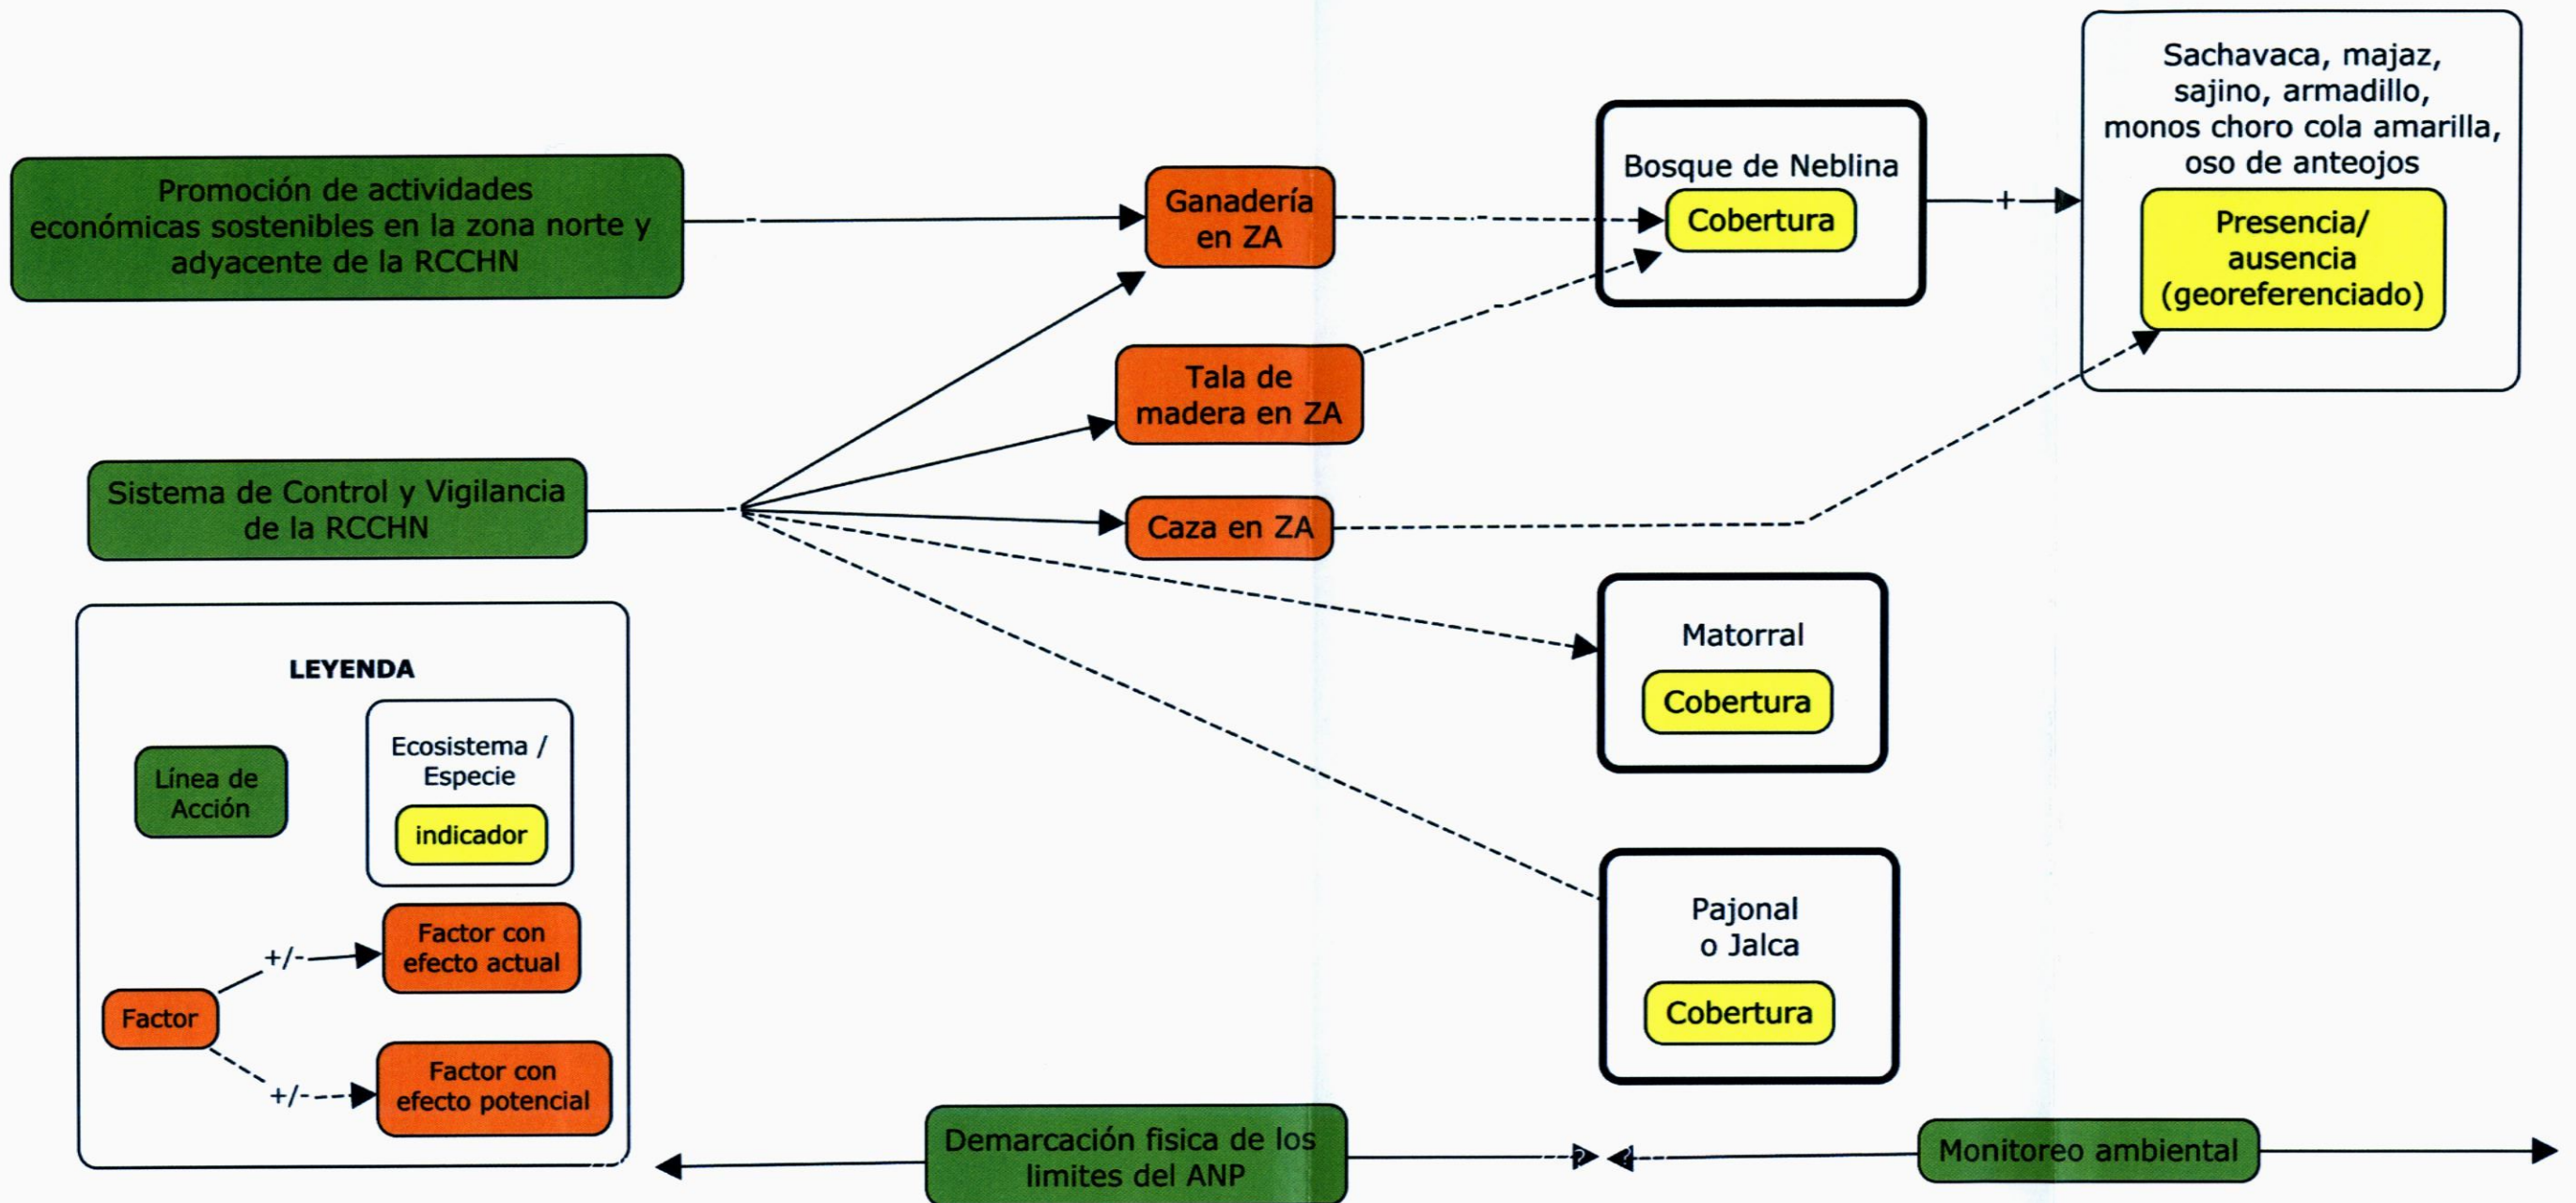 Sachavaca, majaz,
sajino, armadillo,
monos choro cola amarilla,
oso de anteojos
Presencia/
ausencia
(georeferenciado)
Bosque de Neblina
Cobertura
+
Promoción de actividades
económicas sostenibles en la zona norte y
adyacente de la RCCHN
-
Ganadería
en ZA
-
Tala de
madera en ZA
-
Sistema de Control y Vigilancia
de la RCCHN
-
Caza en ZA
Matorral
Cobertura
Pajonal
o Jalca
Cobertura
LEYENDA
Línea de
Acción
Ecosistema /
Especie
indicador
Factor
+/-
Factor con
efecto actual
+/-
Factor con
efecto potencial
Demarcación fisica de los
limites del ANP
Monitoreo ambiental